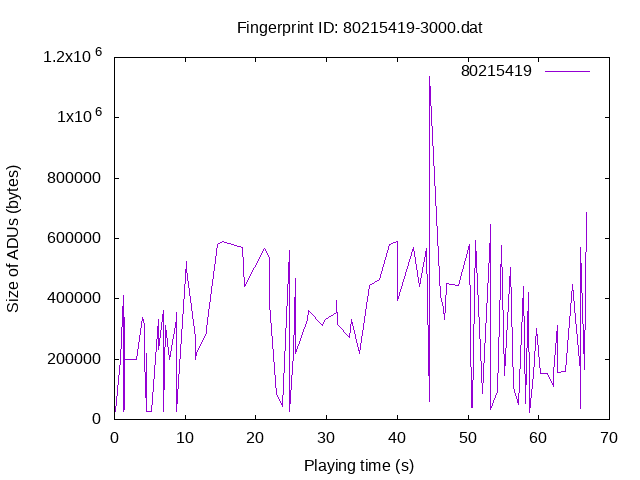 Fingerprint ID: 80215419-3000.dat
80215419
Size of ADUs (bytes)
1.2x10^6
1x10^6
800000
600000
400000
200000
0
0 10 20 30 40 50 60 70
Playing time (s)